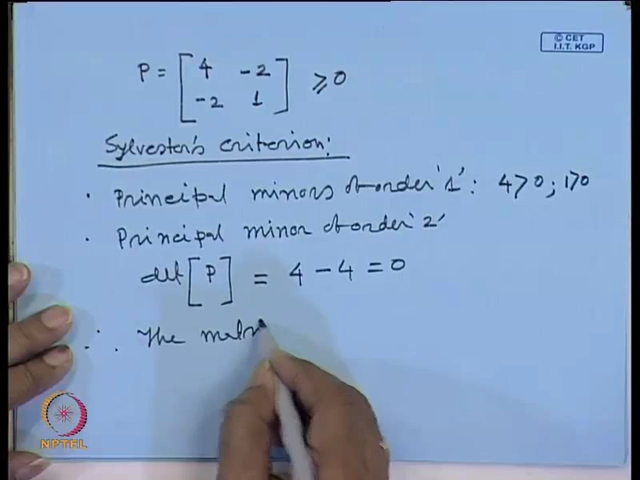 © CET
I.I.T. KGP
P = [ 4 -2
-2 1 ] ≥ 0
Sylvester's criterion:
· Principal minors of order '1': 4 > 0; 1 > 0
· Principal minor of order '2'
det [ P ] = 4 - 4 = 0
∴ The
NPTEL